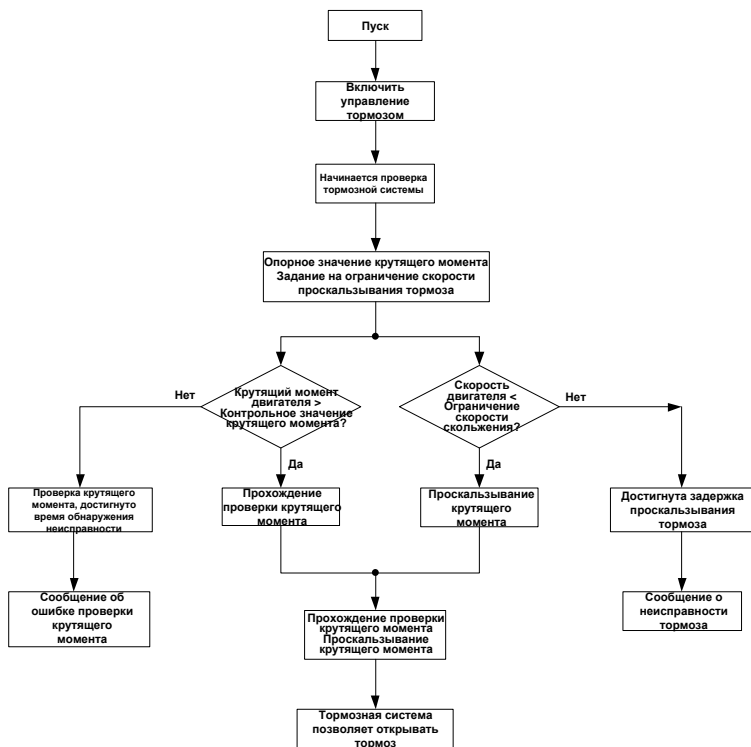 Пуск
Включить
управление
тормозом
Начинается проверка
тормозной системы
Опорное значение крутящего момента
Задание на ограничение скорости
проскальзывания тормоза
Нет
Крутящий момент
двигателя >
Контрольное значение
крутящего момента?
Да
Скорость
двигателя <
Ограничение
скорости
скольжения?
Нет
Да
Проверка крутящего
момента, достигнуто
время обнаружения
неисправности
Прохождение
проверки крутящего
момента
Проскальзывание
крутящего
момента
Достигнута задержка
проскальзывания
тормоза
Сообщение об
ошибке проверки
крутящего
момента
Прохождение проверки
крутящего момента
Проскальзывание
крутящего момента
Сообщение о
неисправности
тормоза
Тормозная система
позволяет открывать
тормоз